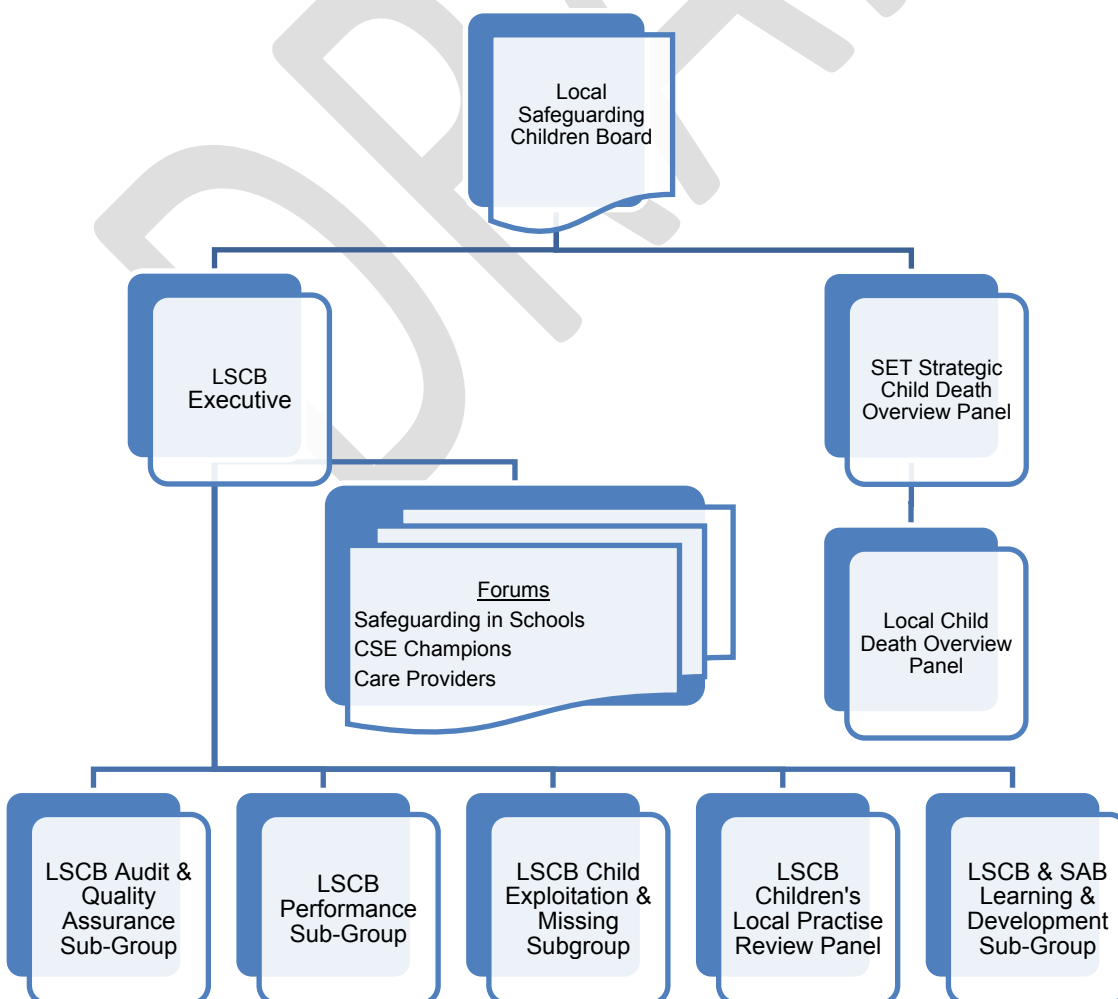 Local
Safeguarding
Children Board
LSCB
Executive
SET Strategic
Child Death
Overview Panel
Forums
Safeguarding in Schools
CSE Champions
Care Providers
Local Child
Death Overview
Panel
LSCB Audit &
Quality
Assurance
Sub-Group
LSCB
Performance
Sub-Group
LSCB Child
Exploitation &
Missing
Subgroup
LSCB
Children's
Local Practise
Review Panel
LSCB & SAB
Learning &
Development
Sub-Group